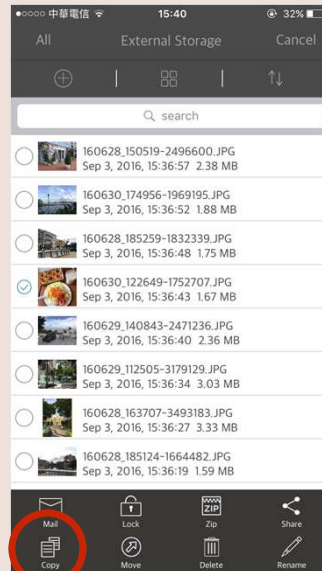 中華電信 15:40 32%
All External Storage Cancel
search
160628_150519-2496600.JPG
Sep 3, 2016, 15:36:57 2.38 MB
160630_174956-1969195.JPG
Sep 3, 2016, 15:36:52 1.88 MB
160628_185259-1832339.JPG
Sep 3, 2016, 15:36:48 1.75 MB
160630_122649-1752707.JPG
Sep 3, 2016, 15:36:43 1.67 MB
160629_140843-2471236.JPG
Sep 3, 2016, 15:36:40 2.36 MB
160629_112505-3179129.JPG
Sep 3, 2016, 15:36:34 3.03 MB
160628_163707-3493183.JPG
Sep 3, 2016, 15:36:27 3.33 MB
160628_185124-1664482.JPG
Sep 3, 2016, 15:36:19 1.59 MB
ZIP
Mail Lock Zip Share
Copy Move Delete Rename